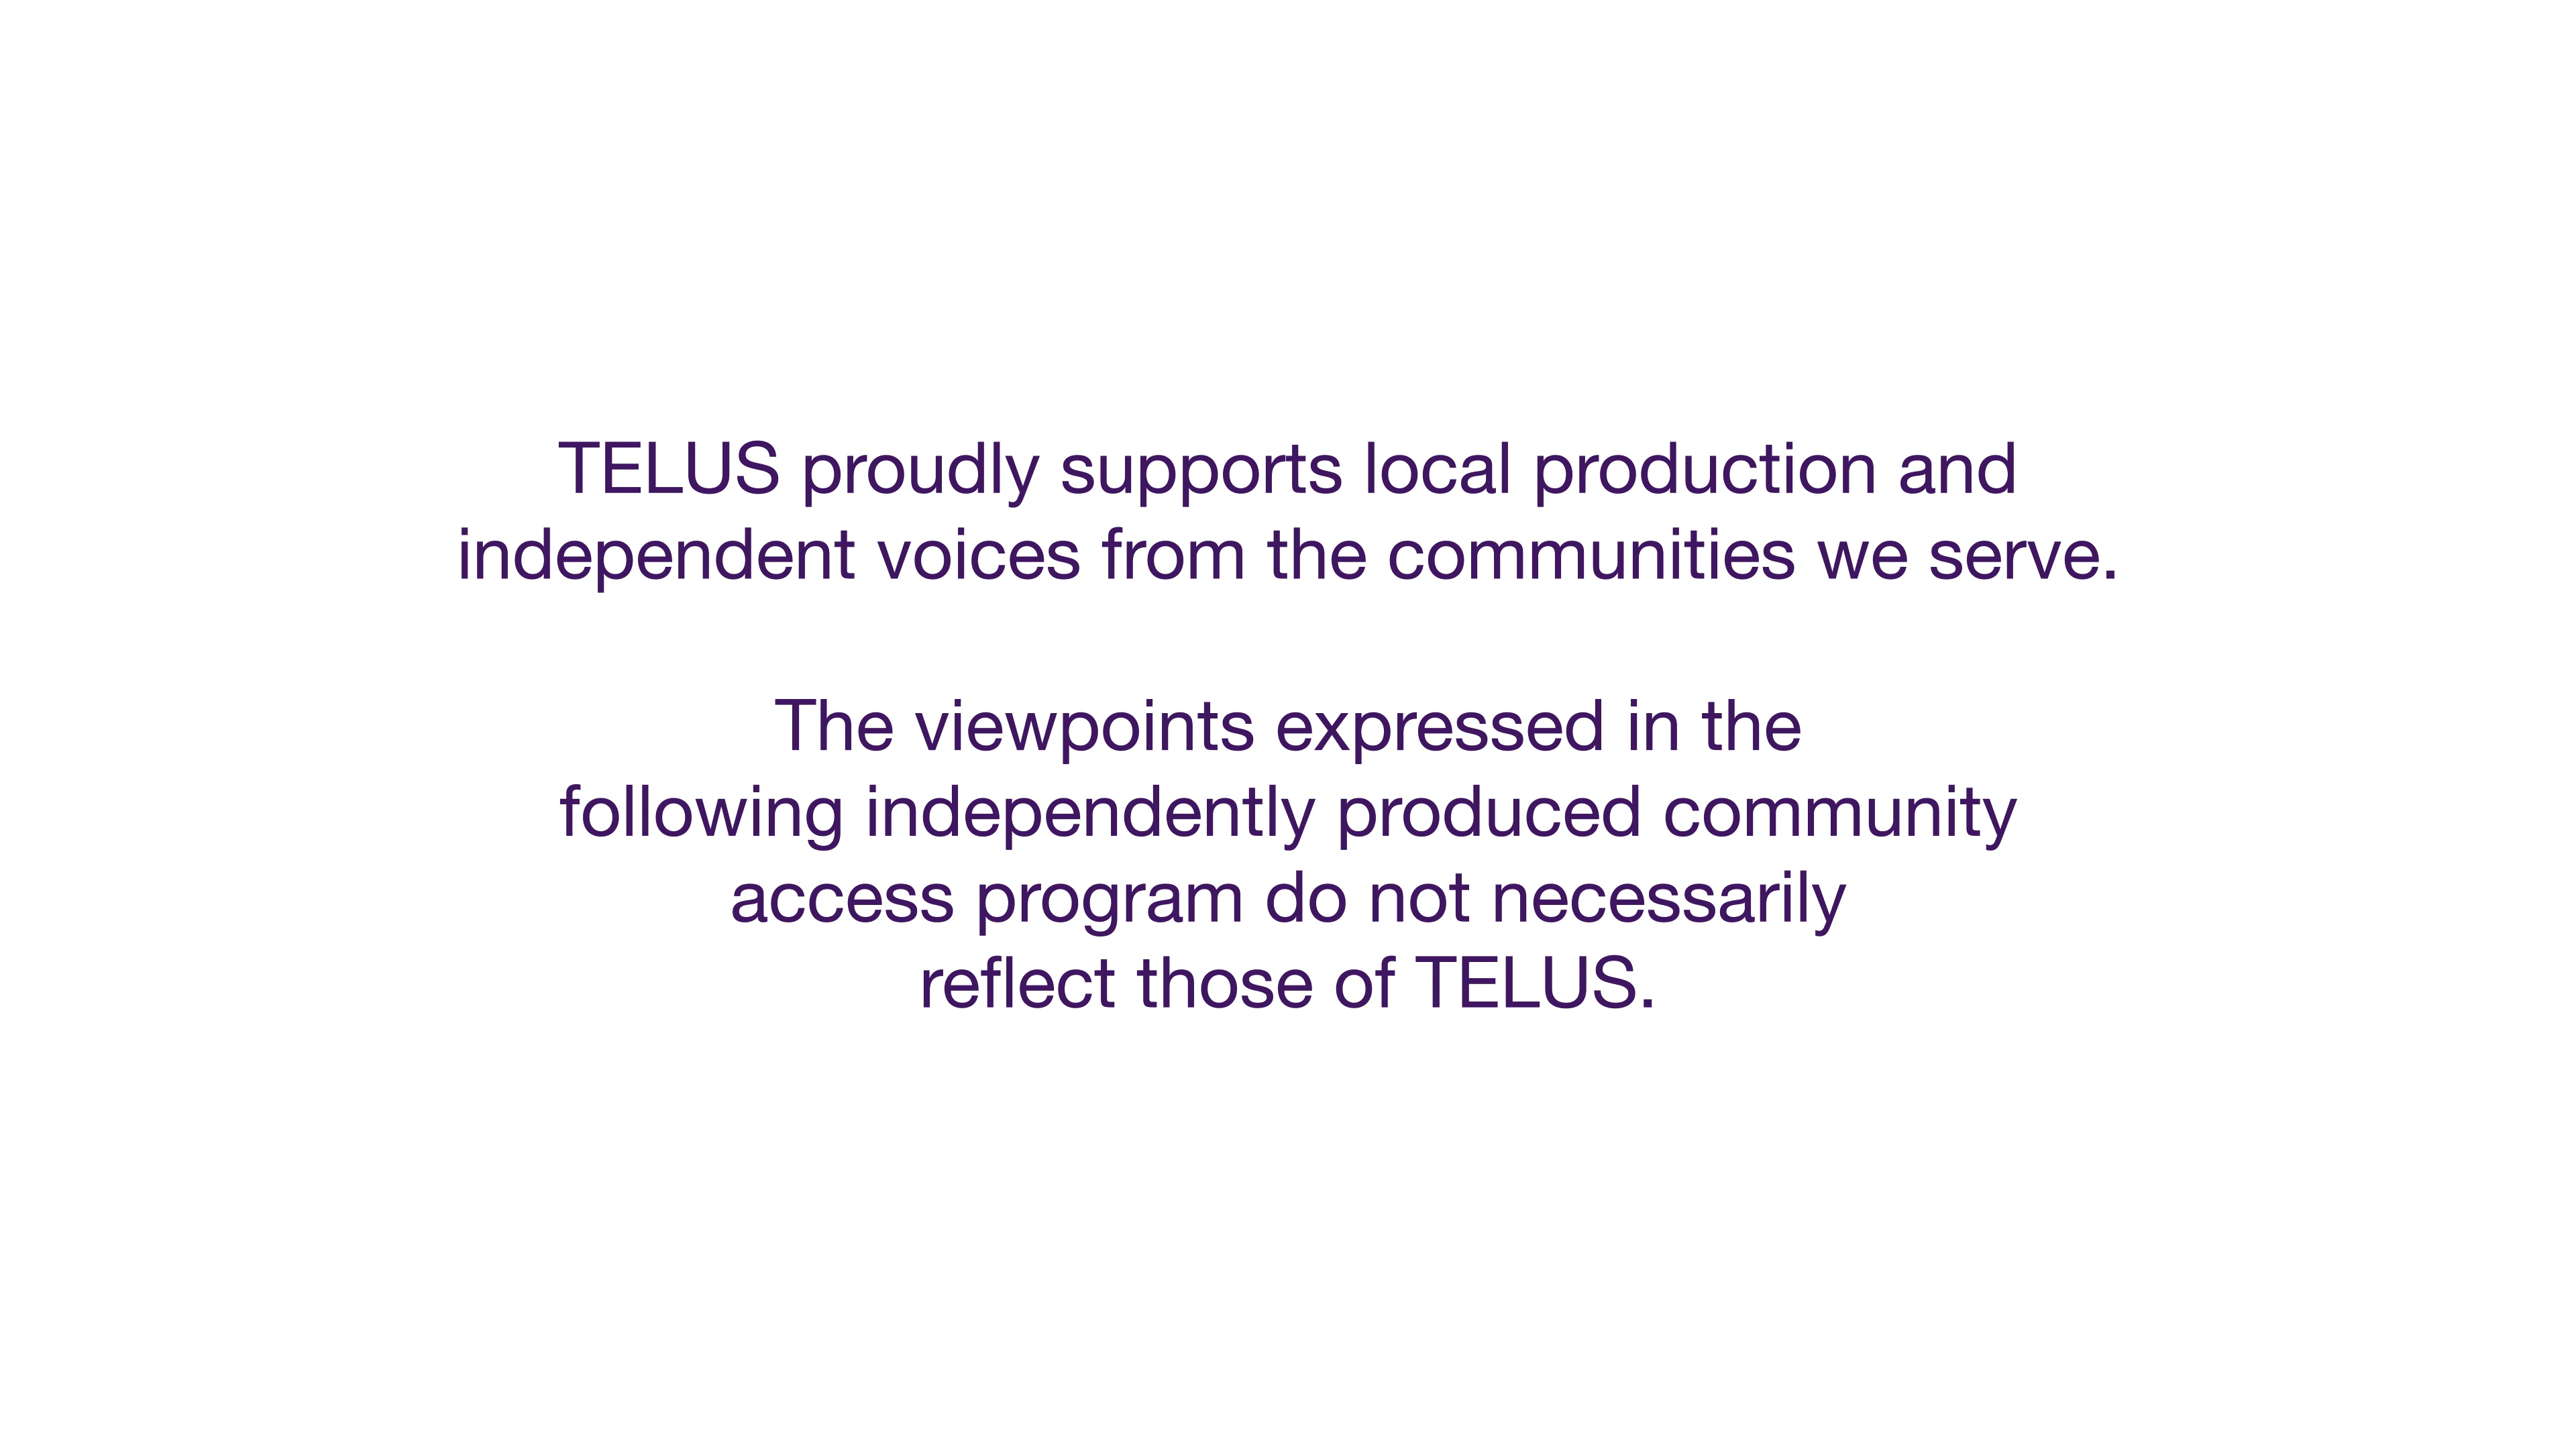 TELUS proudly supports local production and
independent voices from the communities we serve.
The viewpoints expressed in the
following independently produced community
access program do not necessarily
reflect those of TELUS.